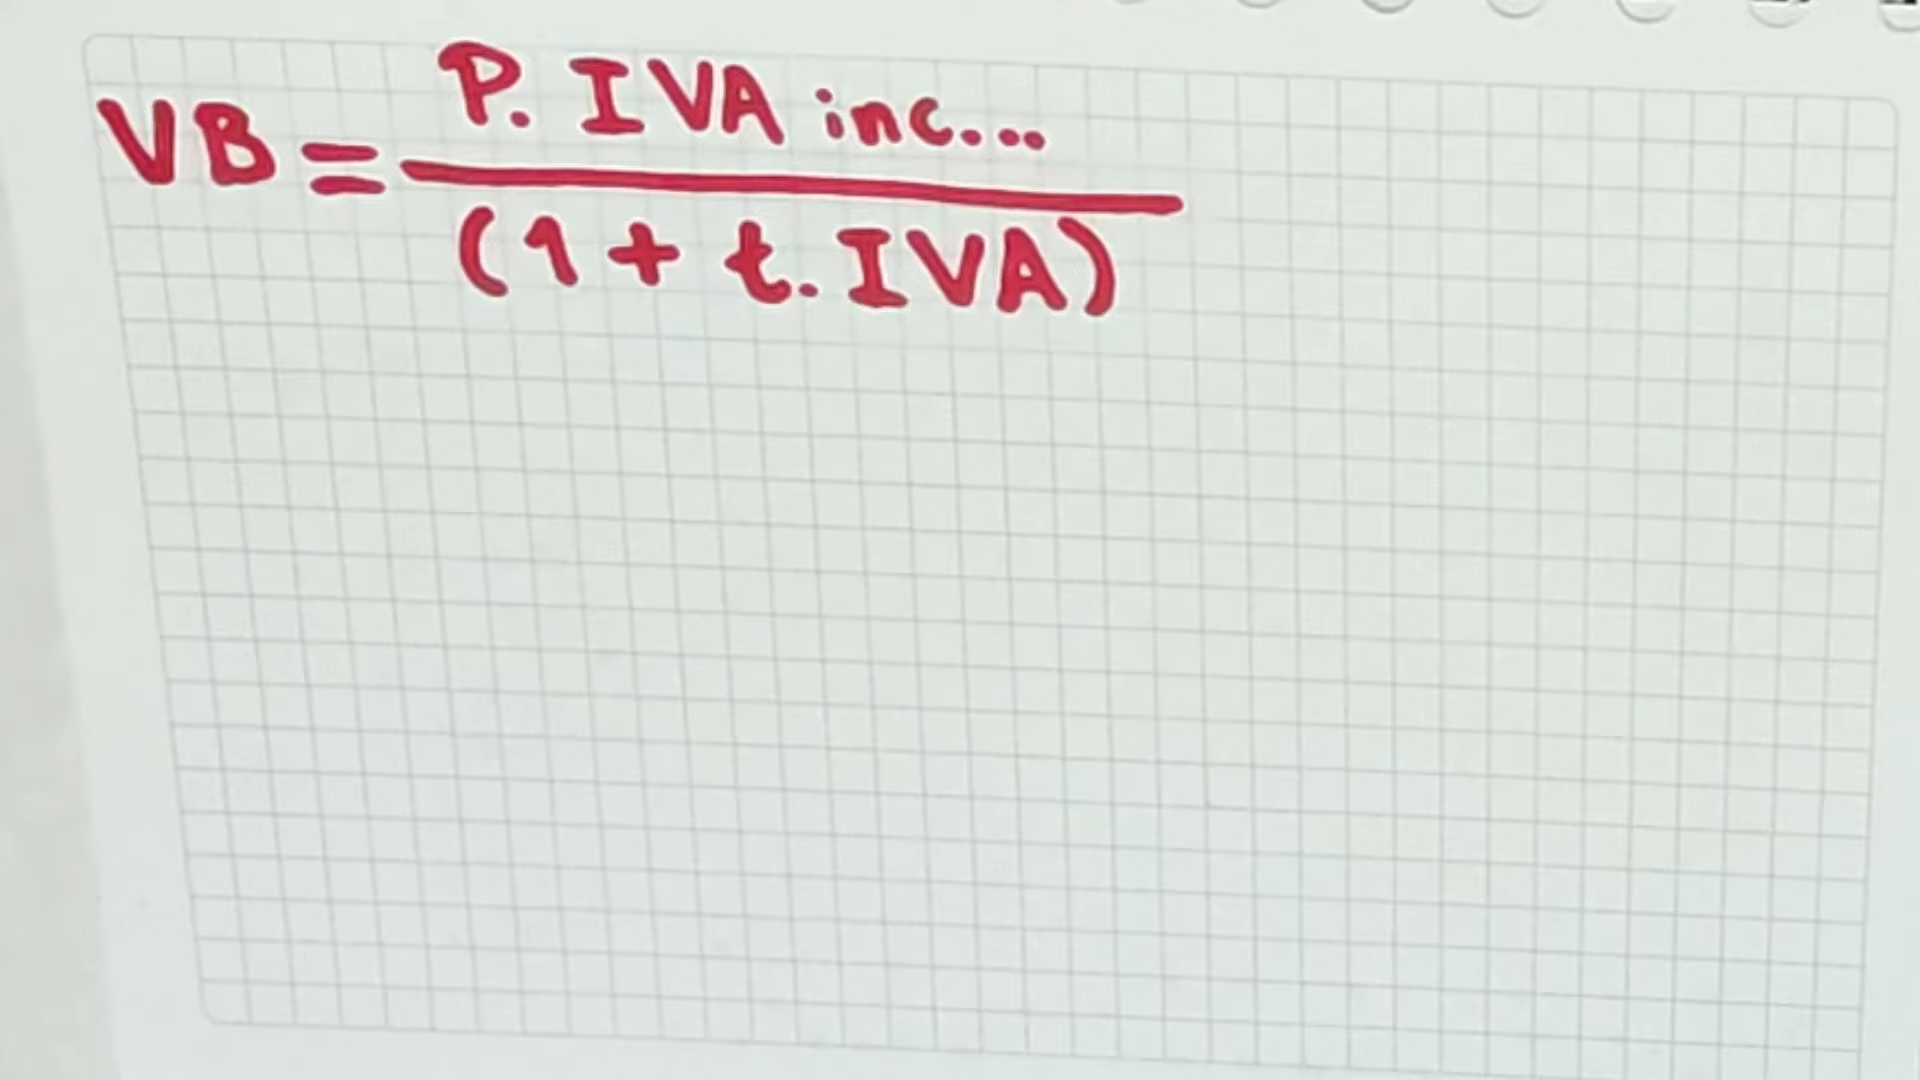 P. IVA inc...
VB =
(1 + t. IVA)